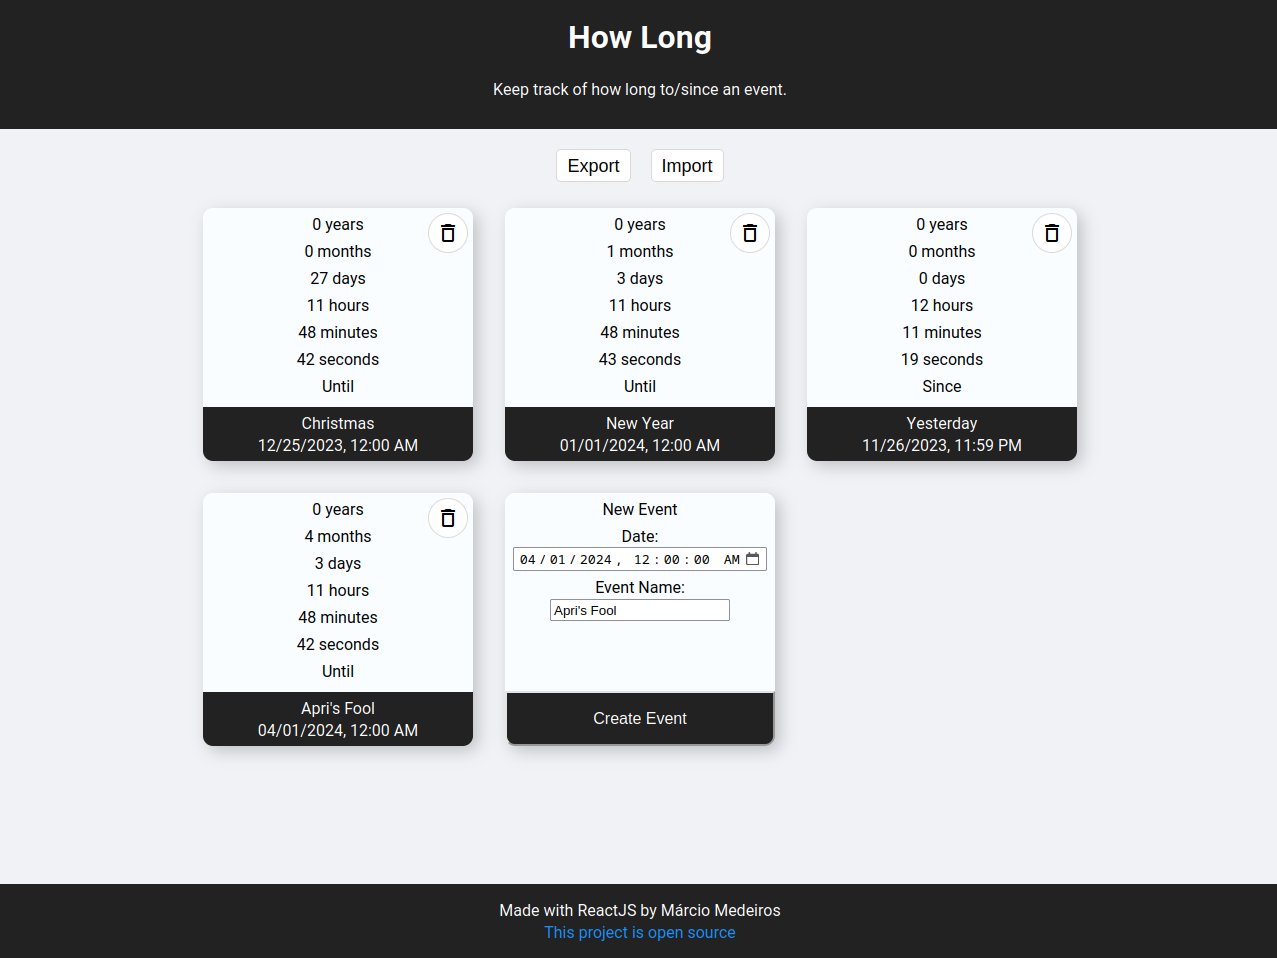 How Long
Keep track of how long to/since an event.
Export
Import
0 years
0 months
27 days
11 hours
48 minutes
42 seconds
Until
Christmas
12/25/2023, 12:00 AM
0 years
1 months
3 days
11 hours
48 minutes
43 seconds
Until
New Year
01/01/2024, 12:00 AM
0 years
0 months
0 days
12 hours
11 minutes
19 seconds
Since
Yesterday
11/26/2023, 11:59 PM
0 years
4 months
3 days
11 hours
48 minutes
42 seconds
Until
Apri's Fool
04/01/2024, 12:00 AM
New Event
Date:
04/01/2024, 12:00:00 AM
Event Name:
Apri's Fool
Create Event
Made with ReactJS by Márcio Medeiros
This project is open source